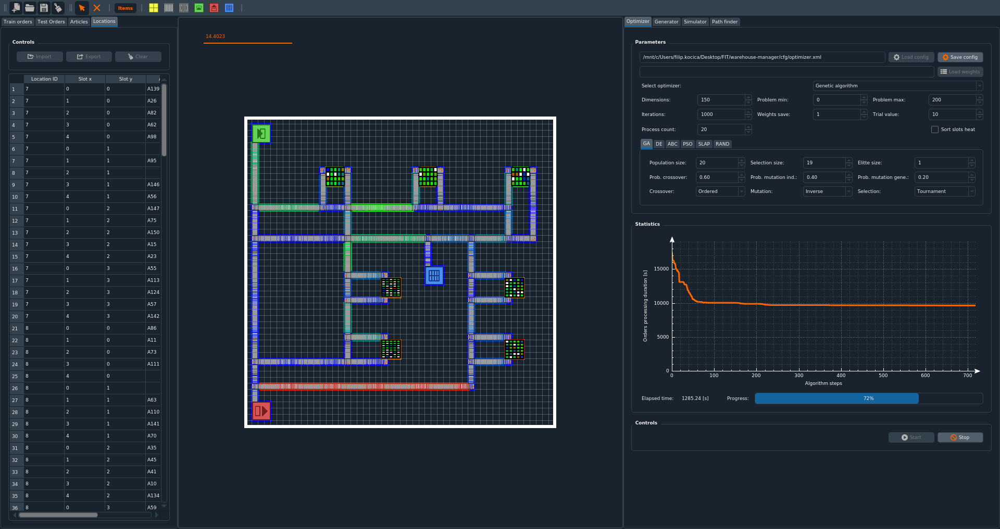 Items
Train orders Test Orders Articles Locations
Controls
Import Export Clear
Location ID Slot x Slot y
1 7 0 0 A139
2 7 1 0 A26
3 7 2 0 A82
4 7 3 0 A62
5 7 4 0 A98
6 7 0 1
7 7 1 1 A95
8 7 2 1
9 7 3 1 A146
10 7 4 1 A56
11 7 0 2 A147
12 7 1 2 A75
13 7 2 2 A150
14 7 3 2 A15
15 7 4 2 A23
16 7 0 3 A55
17 7 1 3 A113
18 7 2 3 A124
19 7 3 3 A57
20 7 4 3 A142
21 8 0 0 A86
22 8 1 0 A11
23 8 2 0 A73
24 8 3 0 A111
25 8 4 0
26 8 0 1
27 8 1 1 A63
28 8 2 1 A110
29 8 3 1 A141
30 8 4 1 A70
31 8 0 2 A35
32 8 1 2 A45
33 8 2 2 A41
34 8 3 2 A10
35 8 4 2 A134
36 8 0 3 A59
14.4023
Optimizer Generator Simulator Path finder
Parameters
/mnt/c/Users/filip.kocica/Desktop/FIT/warehouse-manager/cfg/optimizer.xml Load config Save config
Load weights
Select optimizer: Genetic algorithm
Dimensions: 150 Problem min: 0 Problem max: 200
Iterations: 1000 Weights save: 1 Trial value: 10
Process count: 20 Sort slots heat
GA DE ABC PSO SLAP RAND
Population size: 20 Selection size: 19 Elitte size: 1
Prob. crossover: 0.60 Prob. mutation ind.: 0.40 Prob. mutation gene.: 0.20
Crossover: Ordered Mutation: Inverse Selection: Tournament
Statistics
Orders processing duration [s]
15000
10000
5000
0
0 100 200 300 400 500 600 700
Algorithm steps
Elapsed time: 1285.24 [s] Progress: 72%
Controls
Start Stop